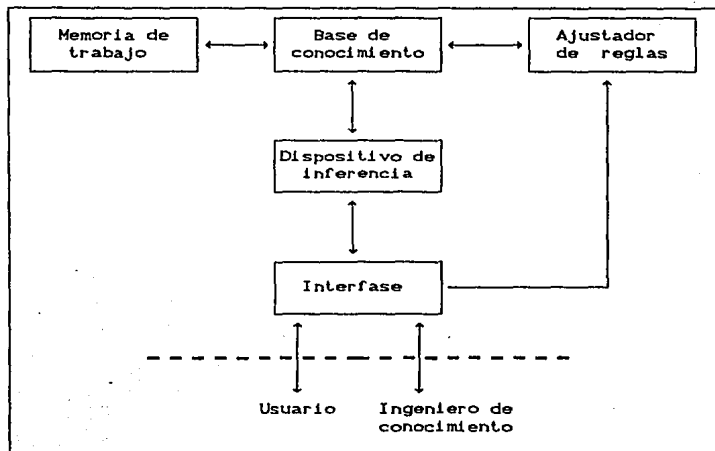 Memoria de
trabajo
Base de
conocimiento
Ajustador
de reglas
Dispositivo de
inferencia
Interfase
Usuario
Ingeniero de
conocimiento